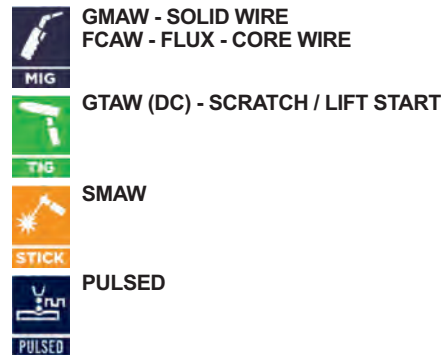 GMAW - SOLID WIRE
FCAW - FLUX - CORE WIRE
MIG
GTAW (DC) - SCRATCH / LIFT START
TIG
SMAW
STICK
PULSED
PULSED